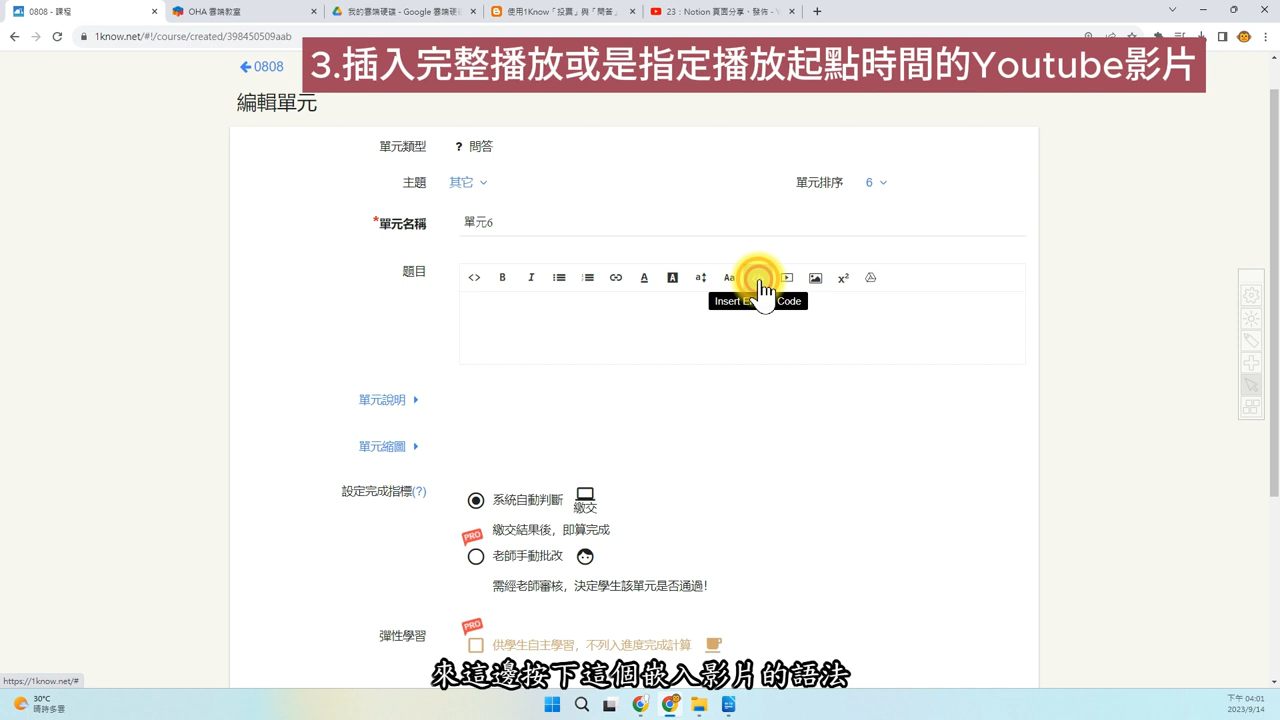 0808 - 課程
OHA 雲端教室
我的雲端硬碟 - Google 雲端硬
使用1Know「投票」與「問答」
23：Notion 頁面分享、發佈 - Y
1know.net/#!/course/created/398450509aab
3.插入完整播放或是指定播放起點時間的Youtube影片
0808
編輯單元
單元類型 ? 問答
主題 其它
單元排序 6
*單元名稱 單元6
題目
<> B I A A a Aa x²
Insert E Code
單元說明
單元縮圖
設定完成指標(?)
系統自動判斷 繳交
繳交結果後，即算完成
PRO
老師手動批改
需經老師審核，決定學生該單元是否通過！
PRO
彈性學習
供學生自主學習，不列入進度完成計算
來這邊按下這個嵌入影片的語法
https://1know.net/#
30°C
晴時多雲
下午 04:01
2023/9/14